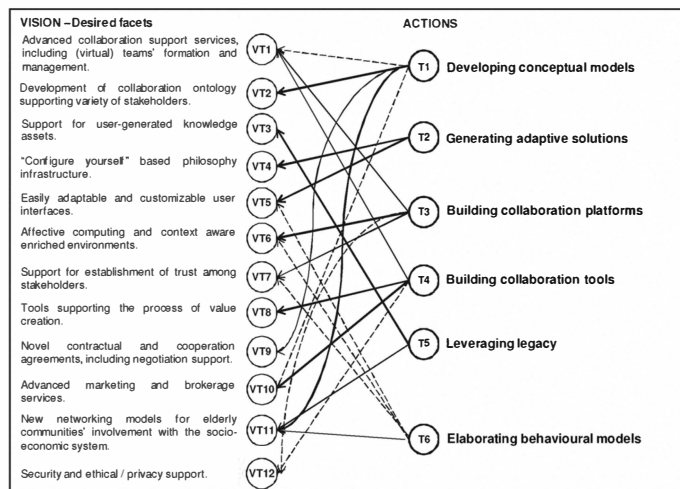 VISION – Desired facets
ACTIONS
Advanced collaboration support services,
including (virtual) teams' formation and
management.
VT1
T1
Developing conceptual models
Development of collaboration ontology
supporting variety of stakeholders.
VT2
Support for user-generated knowledge
assets.
VT3
T2
Generating adaptive solutions
"Configure yourself" based philosophy
infrastructure.
VT4
Easily adaptable and customizable user
interfaces.
VT5
T3
Building collaboration platforms
Affective computing and context aware
enriched environments.
VT6
Support for establishment of trust among
stakeholders.
VT7
T4
Building collaboration tools
Tools supporting the process of value
creation.
VT8
Novel contractual and cooperation
agreements, including negotiation support.
VT9
T5
Leveraging legacy
Advanced marketing and brokerage
services.
VT10
New networking models for elderly
communities' involvement with the socio-
economic system.
VT11
T6
Elaborating behavioural models
Security and ethical / privacy support.
VT12